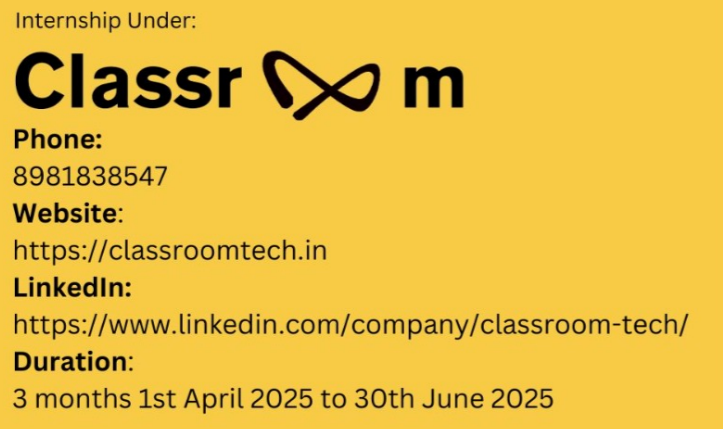 Internship Under:
Classr∞m
Phone:
8981838547
Website:
https://classroomtech.in
LinkedIn:
https://www.linkedin.com/company/classroom-tech/
Duration:
3 months 1st April 2025 to 30th June 2025